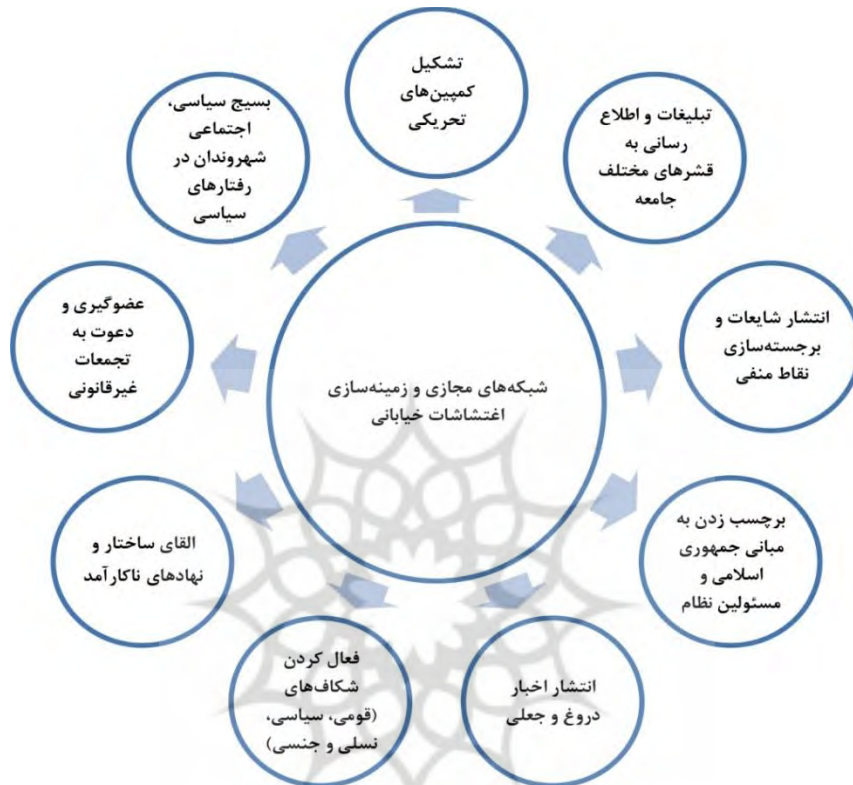 تشکیل
کمپین‌های
تحریکی
تبلیغات و اطلاع
رسانی به
قشرهای مختلف
جامعه
انتشار شایعات و
برجسته‌سازی
نقاط منفی
برچسب زدن به
مبانی جمهوری
اسلامی و
مسئولین نظام
انتشار اخبار
دروغ و جعلی
فعال کردن
شکاف‌های
(قومی، سیاسی،
نسلی و جنسی)
القای ساختار و
نهادهای ناکارآمد
عضوگیری و
دعوت به
تجمعات
غیرقانونی
بسیج سیاسی،
اجتماعی
شهروندان در
رفتارهای
سیاسی
شبکه‌های مجازی و زمینه‌سازی
اغتشاشات خیابانی